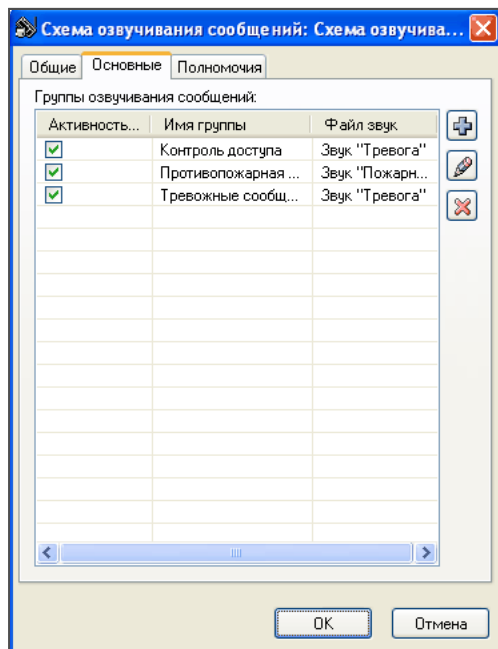 Схема озвучивания сообщений: Схема озвучива...
Общие Основные Полномочия
Группы озвучивания сообщений:
Активность... Имя группы Файл звук
Контроль доступа Звук "Тревога"
Противопожарная ... Звук "Пожарн...
Тревожные сообщ... Звук "Тревога"
OK Отмена